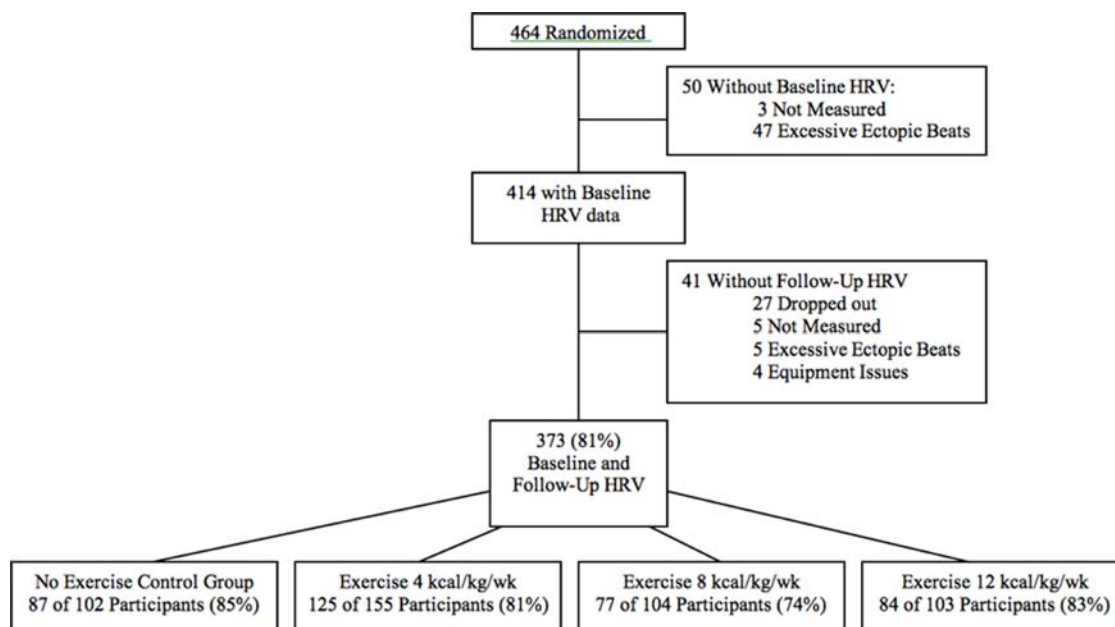 464 Randomized
50 Without Baseline HRV:
3 Not Measured
47 Excessive Ectopic Beats
414 with Baseline
HRV data
41 Without Follow-Up HRV
27 Dropped out
5 Not Measured
5 Excessive Ectopic Beats
4 Equipment Issues
373 (81%)
Baseline and
Follow-Up HRV
No Exercise Control Group
87 of 102 Participants (85%)
Exercise 4 kcal/kg/wk
125 of 155 Participants (81%)
Exercise 8 kcal/kg/wk
77 of 104 Participants (74%)
Exercise 12 kcal/kg/wk
84 of 103 Participants (83%)